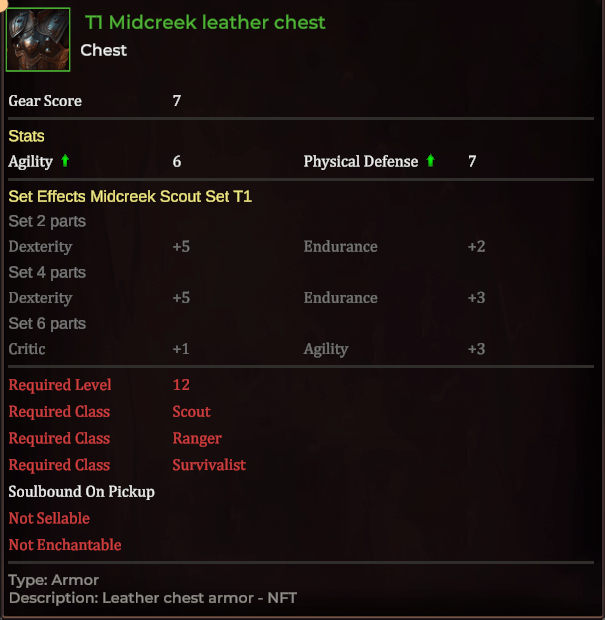 T1 Midcreek leather chest
Chest
Gear Score 7
Stats
Agility 6 Physical Defense 7
Set Effects Midcreek Scout Set T1
Set 2 parts
Dexterity +5 Endurance +2
Set 4 parts
Dexterity +5 Endurance +3
Set 6 parts
Critic +1 Agility +3
Required Level 12
Required Class Scout
Required Class Ranger
Required Class Survivalist
Soulbound On Pickup
Not Sellable
Not Enchantable
Type: Armor
Description: Leather chest armor - NFT